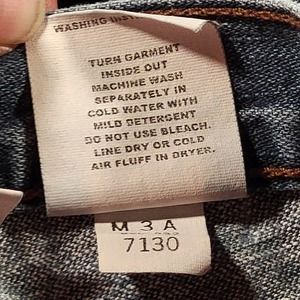 WASHING INST
TURN GARMENT
INSIDE OUT
MACHINE WASH
SEPARATELY IN
COLD WATER WITH
MILD DETERGENT
DO NOT USE BLEACH.
LINE DRY OR COLD
AIR FLUFF IN DRYER.
M 3 A
7130